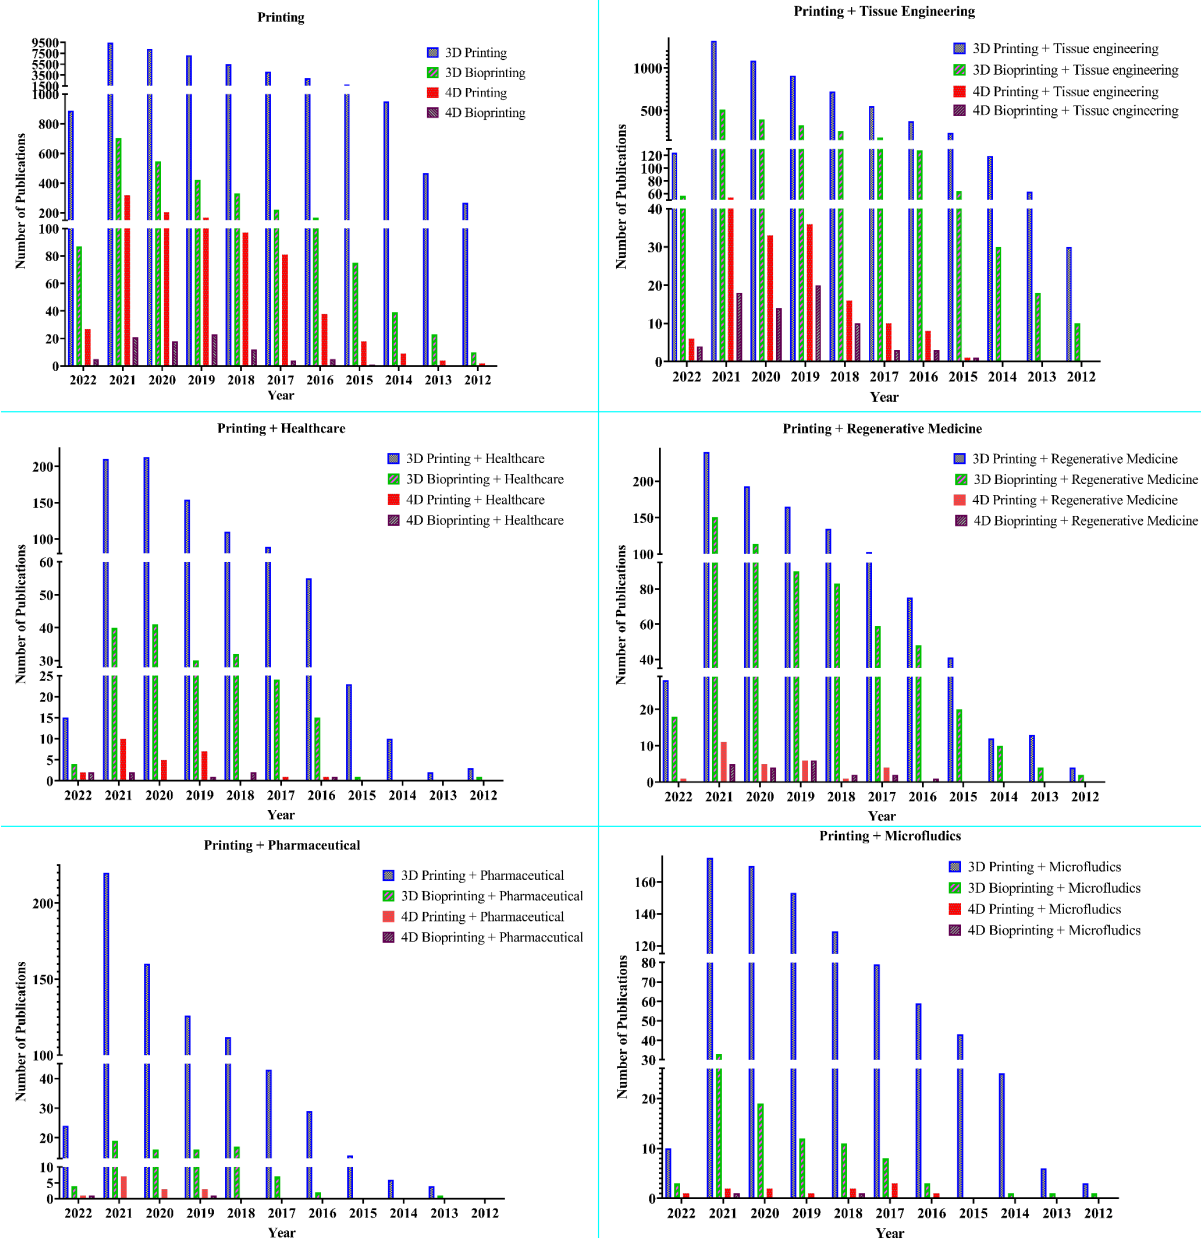 Printing
9500
7500
5500
3500
1500
1000
800
600
400
200
100
80
60
40
20
0
Number of Publications
3D Printing
3D Bioprinting
4D Printing
4D Bioprinting
2022 2021 2020 2019 2018 2017 2016 2015 2014 2013 2012
Year
Printing + Tissue Engineering
1000
500
120
100
80
60
40
30
20
10
0
Number of Publications
3D Printing + Tissue engineering
3D Bioprinting + Tissue engineering
4D Printing + Tissue engineering
4D Bioprinting + Tissue engineering
2022 2021 2020 2019 2018 2017 2016 2015 2014 2013 2012
Year
Printing + Healthcare
200
150
100
60
50
40
30
25
20
15
10
5
0
Number of Publications
3D Printing + Healthcare
3D Bioprinting + Healthcare
4D Printing + Healthcare
4D Bioprinting + Healthcare
2022 2021 2020 2019 2018 2017 2016 2015 2014 2013 2012
Year
Printing + Regenerative Medicine
200
150
100
80
60
40
20
10
0
Number of Publications
3D Printing + Regenerative Medicine
3D Bioprinting + Regenerative Medicine
4D Printing + Regenerative Medicine
4D Bioprinting + Regenerative Medicine
2022 2021 2020 2019 2018 2017 2016 2015 2014 2013 2012
Year
Printing + Pharmaceutical
200
150
100
40
30
20
10
5
0
Number of Publications
3D Printing + Pharmaceutical
3D Bioprinting + Pharmaceutical
4D Printing + Pharmaceutical
4D Bioprinting + Pharmaceutical
2022 2021 2020 2019 2018 2017 2016 2015 2014 2013 2012
Year
Printing + Microfludics
160
140
120
80
70
60
50
40
30
20
10
0
Number of Publications
3D Printing + Microfludics
3D Bioprinting + Microfludics
4D Printing + Microfludics
4D Bioprinting + Microfludics
2022 2021 2020 2019 2018 2017 2016 2015 2014 2013 2012
Year